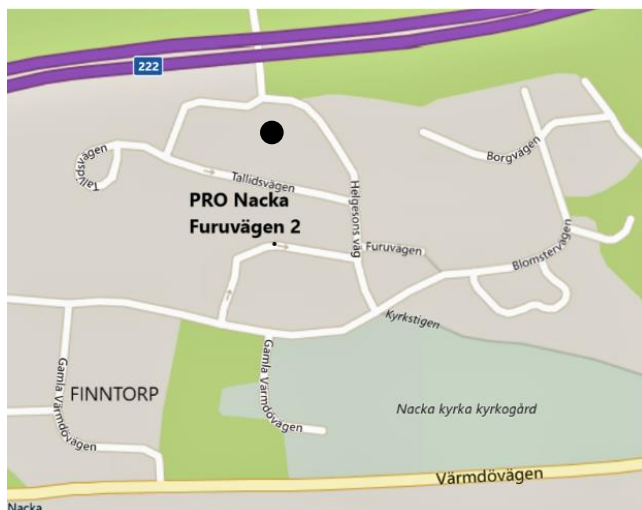 222
Tallidsvägen
Borgvägen
Tallidsvägen
PRO Nacka
Furuvägen 2
Helgesons väg
Furuvägen
Blomstervägen
Kyrkstigen
Gamla Värmdövägen
Gamla Värmdövägen
FINNTORP
Nacka kyrka kyrkogård
Värmdövägen
Nacka